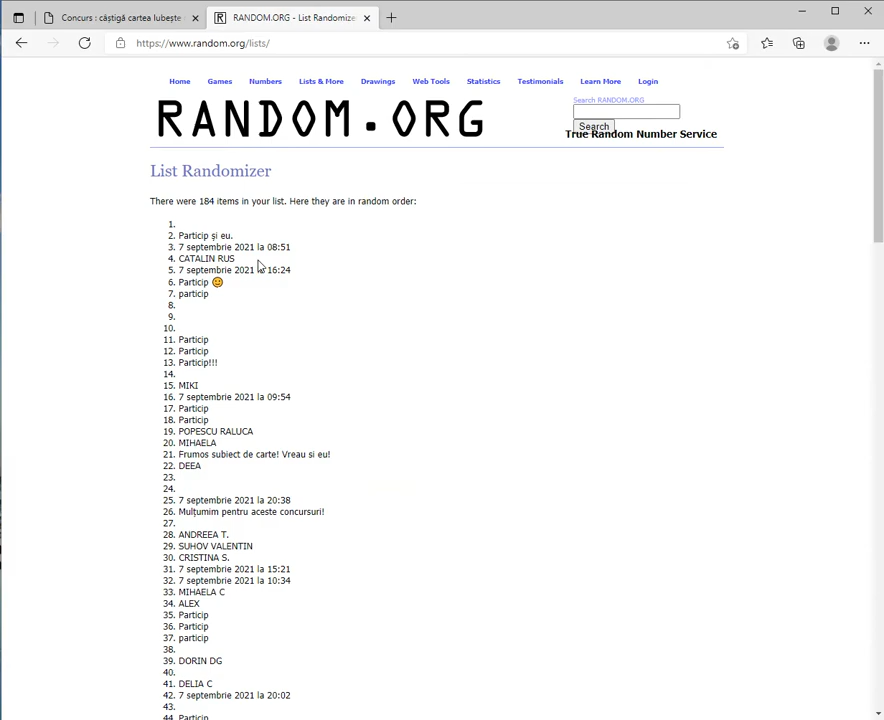 Concurs : câștigă cartea Iubește
RANDOM.ORG - List Randomize
https://www.random.org/lists/
Home Games Numbers Lists & More Drawings Web Tools Statistics Testimonials Learn More Login
RANDOM.ORG
Search RANDOM.ORG
Search
True Random Number Service
List Randomizer
There were 184 items in your list. Here they are in random order:
1.
2. Particip și eu.
3. 7 septembrie 2021 la 08:51
4. CATALIN RUS
5. 7 septembrie 2021 la 16:24
6. Particip 🙂
7. particip
8.
9.
10.
11. Particip
12. Particip
13. Particip!!!
14.
15. MIKI
16. 7 septembrie 2021 la 09:54
17. Particip
18. Particip
19. POPESCU RALUCA
20. MIHAELA
21. Frumos subiect de carte! Vreau si eu!
22. DEEA
23.
24.
25. 7 septembrie 2021 la 20:38
26. Mulțumim pentru aceste concursuri!
27.
28. ANDREEA T.
29. SUHOV VALENTIN
30. CRISTINA S.
31. 7 septembrie 2021 la 15:21
32. 7 septembrie 2021 la 10:34
33. MIHAELA C
34. ALEX
35. Particip
36. Particip
37. particip
38.
39. DORIN DG
40.
41. DELIA C
42. 7 septembrie 2021 la 20:02
43.
44. Particip